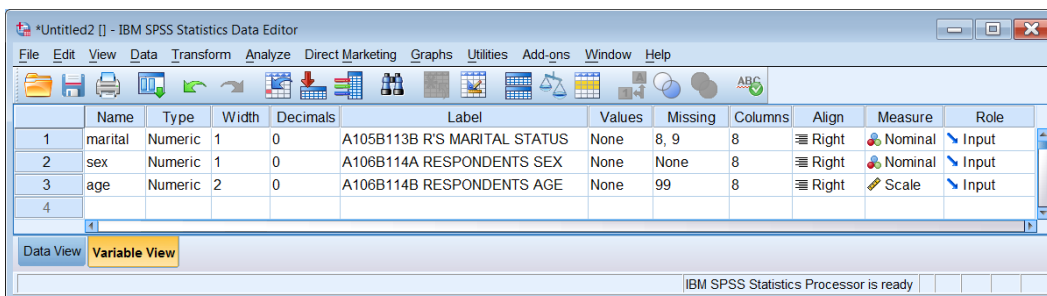 *Untitled2 [] - IBM SPSS Statistics Data Editor
File Edit View Data Transform Analyze Direct Marketing Graphs Utilities Add-ons Window Help
Name Type Width Decimals Label Values Missing Columns Align Measure Role
1 marital Numeric 1 0 A105B113B R'S MARITAL STATUS None 8, 9 8 Right Nominal Input
2 sex Numeric 1 0 A106B114A RESPONDENTS SEX None None 8 Right Nominal Input
3 age Numeric 2 0 A106B114B RESPONDENTS AGE None 99 8 Right Scale Input
4
Data View Variable View
IBM SPSS Statistics Processor is ready